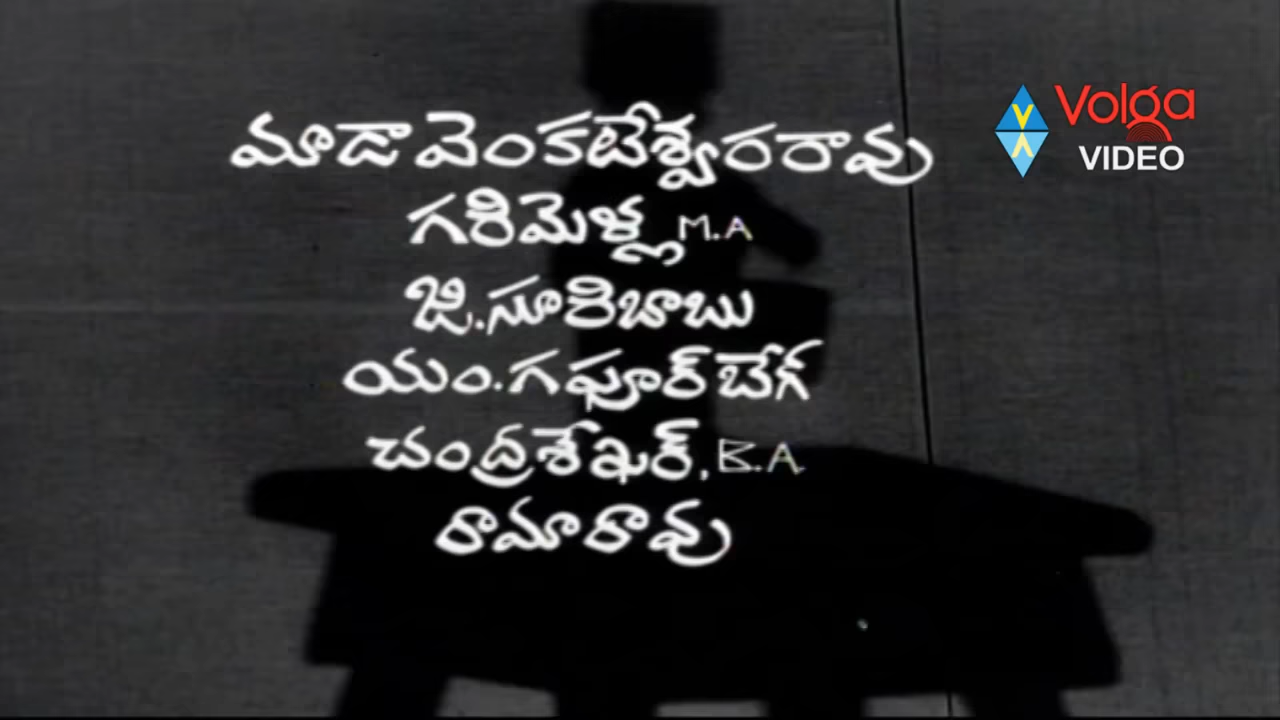 మాడా వెంకటేశ్వరరావు
గరిమెళ్ల M.A
జి.సూరిబాబు
యం.గఫూర్ బేగ్
చంద్రశేఖర్, B.A.
రామారావు
Volga
VIDEO